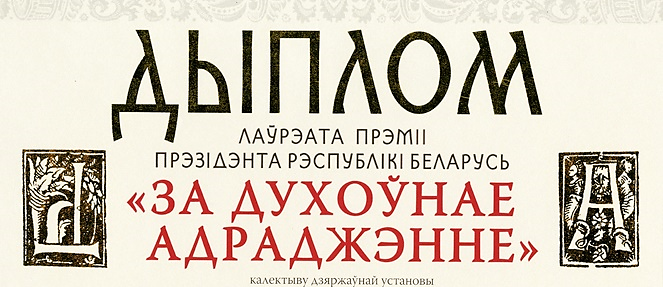 ДЫПЛОМ
ЛАЎРЭАТА ПРЭМІІ
ПРЭЗІДЭНТА РЭСПУБЛІКІ БЕЛАРУСЬ
«ЗА ДУХОЎНАЕ
АДРАДЖЭННЕ»
калектыву дзяржаўнай установы